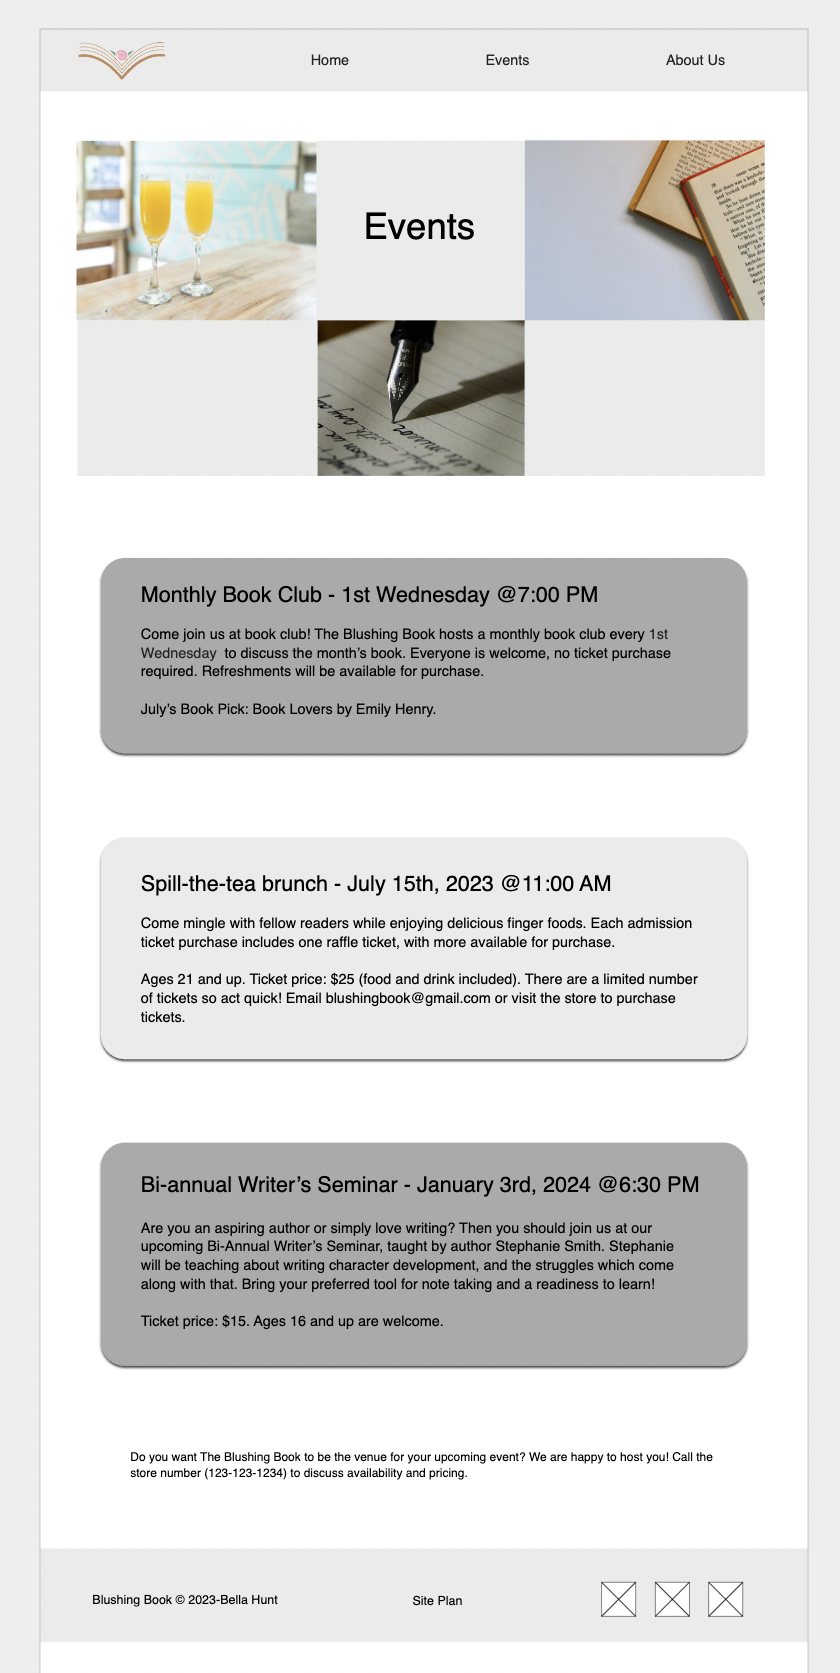 Home
Events
About Us
Events
Monthly Book Club - 1st Wednesday @7:00 PM
Come join us at book club! The Blushing Book hosts a monthly book club every 1st
Wednesday  to discuss the month’s book. Everyone is welcome, no ticket purchase
required. Refreshments will be available for purchase.
July’s Book Pick: Book Lovers by Emily Henry.
Spill-the-tea brunch - July 15th, 2023 @11:00 AM
Come mingle with fellow readers while enjoying delicious finger foods. Each admission
ticket purchase includes one raffle ticket, with more available for purchase.
Ages 21 and up. Ticket price: $25 (food and drink included). There are a limited number
of tickets so act quick! Email blushingbook@gmail.com or visit the store to purchase
tickets.
Bi-annual Writer’s Seminar - January 3rd, 2024 @6:30 PM
Are you an aspiring author or simply love writing? Then you should join us at our
upcoming Bi-Annual Writer’s Seminar, taught by author Stephanie Smith. Stephanie
will be teaching about writing character development, and the struggles which come
along with that. Bring your preferred tool for note taking and a readiness to learn!
Ticket price: $15. Ages 16 and up are welcome.
Do you want The Blushing Book to be the venue for your upcoming event? We are happy to host you! Call the
store number (123-123-1234) to discuss availability and pricing.
Blushing Book © 2023-Bella Hunt
Site Plan